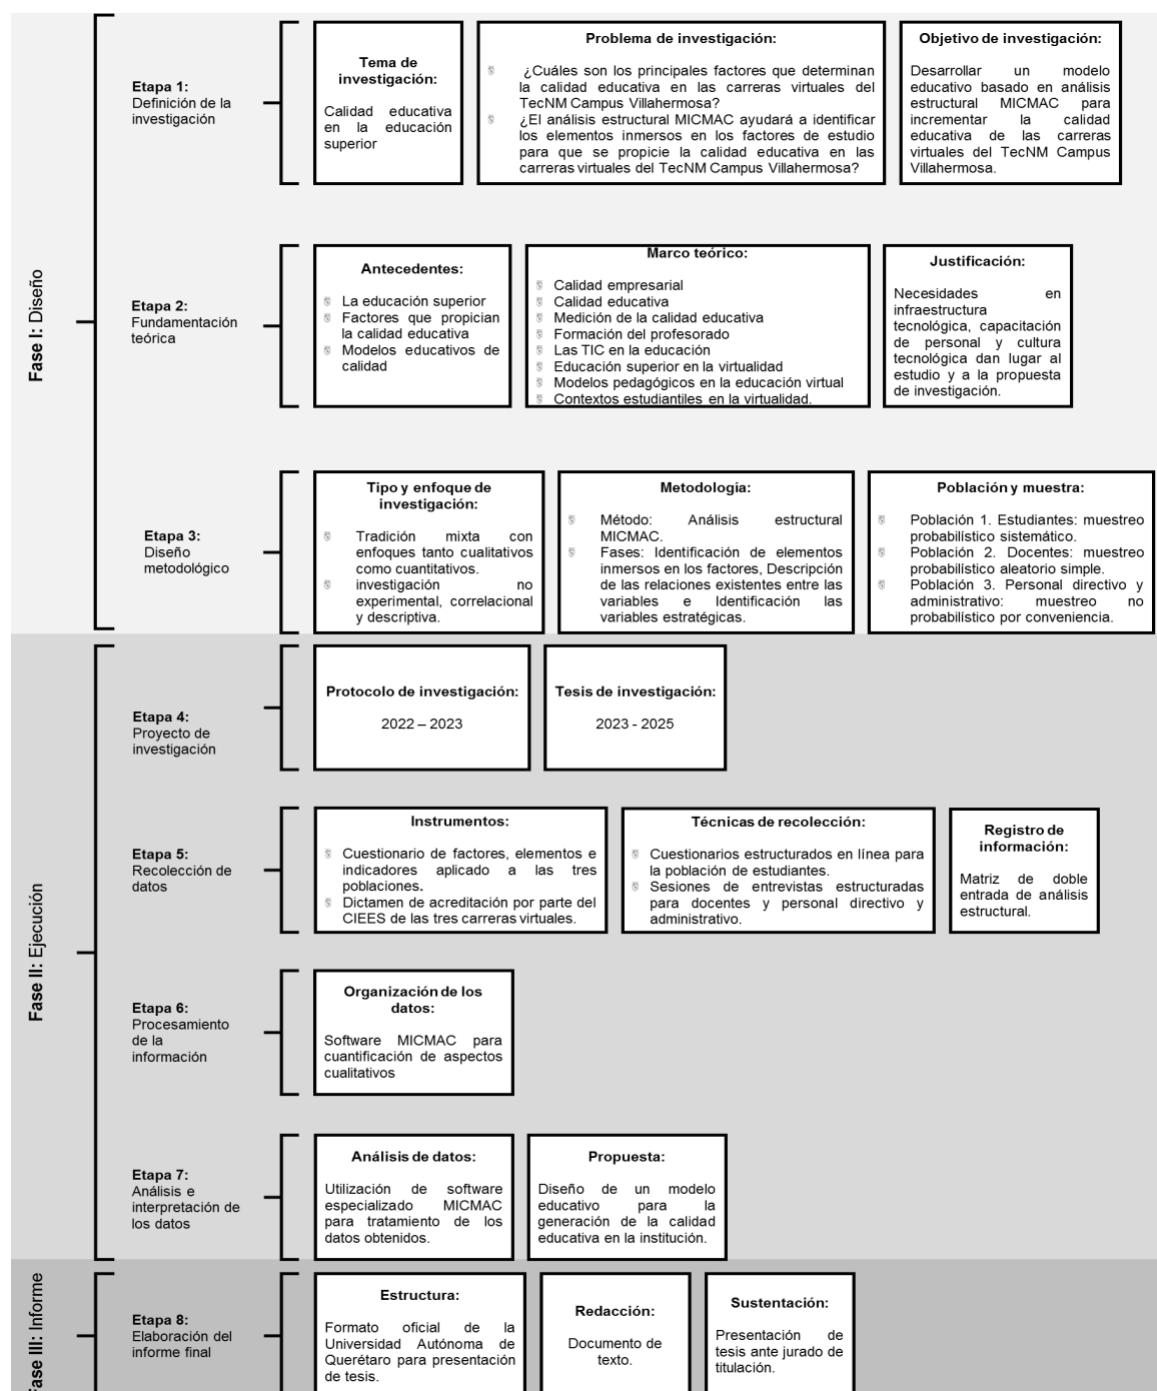 Fase I: Diseño
Etapa 1:
Definición de la
investigación
Tema de
investigación:
Calidad educativa
en la educación
superior
Problema de investigación:
¿Cuáles son los principales factores que determinan
la calidad educativa en las carreras virtuales del
TecNM Campus Villahermosa?
¿El análisis estructural MICMAC ayudará a identificar
los elementos inmersos en los factores de estudio
para que se propicie la calidad educativa en las
carreras virtuales del TecNM Campus Villahermosa?
Objetivo de investigación:
Desarrollar un modelo
educativo basado en análisis
estructural MICMAC para
incrementar la calidad
educativa de las carreras
virtuales del TecNM Campus
Villahermosa.
Etapa 2:
Fundamentación
teórica
Antecedentes:
La educación superior
Factores que propician
la calidad educativa
Modelos educativos de
calidad
Marco teórico:
Calidad empresarial
Calidad educativa
Medición de la calidad educativa
Formación del profesorado
Las TIC en la educación
Educación superior en la virtualidad
Modelos pedagógicos en la educación virtual
Contextos estudiantiles en la virtualidad.
Justificación:
Necesidades en
infraestructura
tecnológica, capacitación
de personal y cultura
tecnológica dan lugar al
estudio y a la propuesta
de investigación.
Etapa 3:
Diseño
metodológico
Tipo y enfoque de
investigación:
Tradición mixta con
enfoques tanto cualitativos
como cuantitativos.
investigación no
experimental, correlacional
y descriptiva.
Metodología:
Método: Análisis estructural
MICMAC.
Fases: Identificación de elementos
inmersos en los factores, Descripción
de las relaciones existentes entre las
variables e Identificación las
variables estratégicas.
Población y muestra:
Población 1. Estudiantes: muestreo
probabilístico sistemático.
Población 2. Docentes: muestreo
probabilístico aleatorio simple.
Población 3. Personal directivo y
administrativo: muestreo no
probabilístico por conveniencia.
Fase II: Ejecución
Etapa 4:
Proyecto de
investigación
Protocolo de investigación:
2022 – 2023
Tesis de investigación:
2023 - 2025
Etapa 5:
Recolección de
datos
Instrumentos:
Cuestionario de factores, elementos e
indicadores aplicado a las tres
poblaciones.
Dictamen de acreditación por parte del
CIEES de las tres carreras virtuales.
Técnicas de recolección:
Cuestionarios estructurados en línea para
la población de estudiantes.
Sesiones de entrevistas estructuradas
para docentes y personal directivo y
administrativo.
Registro de
información:
Matriz de doble
entrada de análisis
estructural.
Etapa 6:
Procesamiento
de la
información
Organización de los
datos:
Software MICMAC para
cuantificación de aspectos
cualitativos
Etapa 7:
Análisis e
interpretación de
los datos
Análisis de datos:
Utilización de software
especializado MICMAC
para tratamiento de los
datos obtenidos.
Propuesta:
Diseño de un modelo
educativo para la
generación de la calidad
educativa en la institución.
Fase III: Informe
Etapa 8:
Elaboración del
informe final
Estructura:
Formato oficial de la
Universidad Autónoma de
Querétaro para presentación
de tesis.
Redacción:
Documento de
texto.
Sustentación:
Presentación de
tesis ante jurado de
titulación.